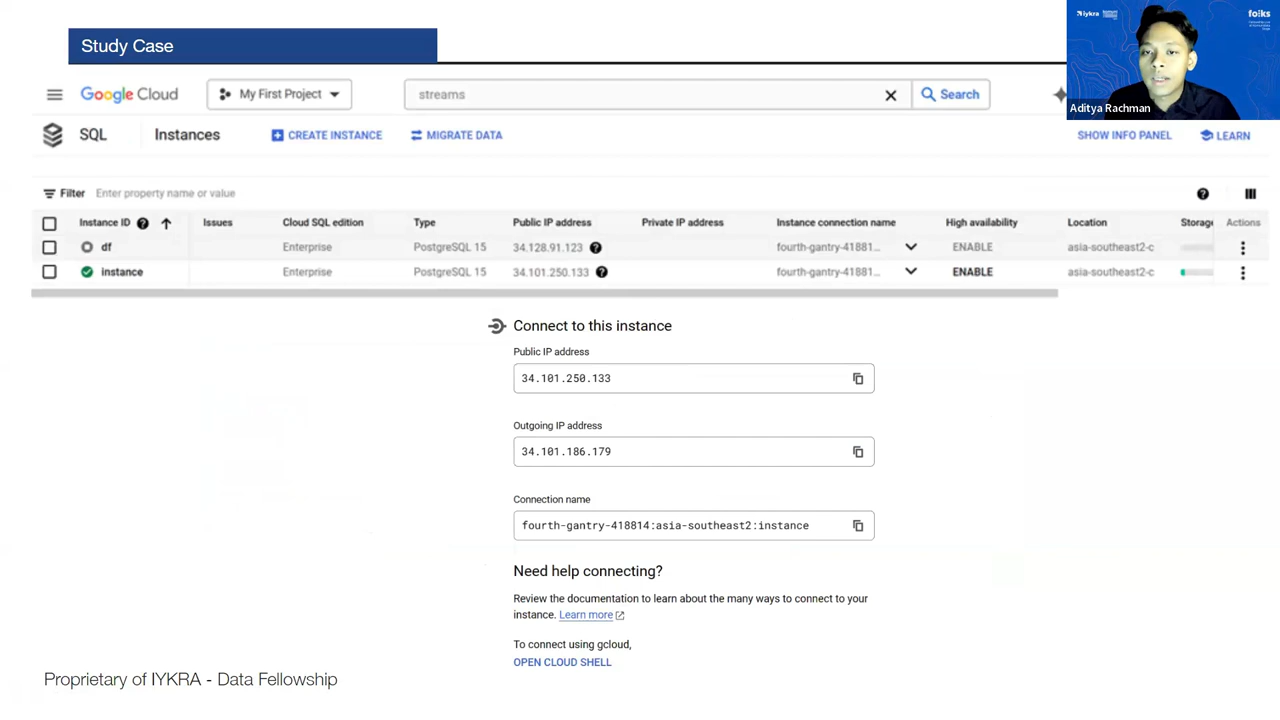 Study Case
iykra
fo/ks
Aditya Rachman
Google Cloud My First Project streams Search
SQL Instances CREATE INSTANCE MIGRATE DATA SHOW INFO PANEL LEARN
Filter Enter property name or value
Instance ID Issues Cloud SQL edition Type Public IP address Private IP address Instance connection name High availability Location Storag Actions
df Enterprise PostgreSQL 15 34.128.91.123 fourth-gantry-41881... ENABLE asia-southeast2-c
instance Enterprise PostgreSQL 15 34.101.250.133 fourth-gantry-41881... ENABLE asia-southeast2-c
Connect to this instance
Public IP address
34.101.250.133
Outgoing IP address
34.101.186.179
Connection name
fourth-gantry-418814:asia-southeast2:instance
Need help connecting?
Review the documentation to learn about the many ways to connect to your
instance. Learn more
To connect using gcloud,
OPEN CLOUD SHELL
Proprietary of IYKRA - Data Fellowship